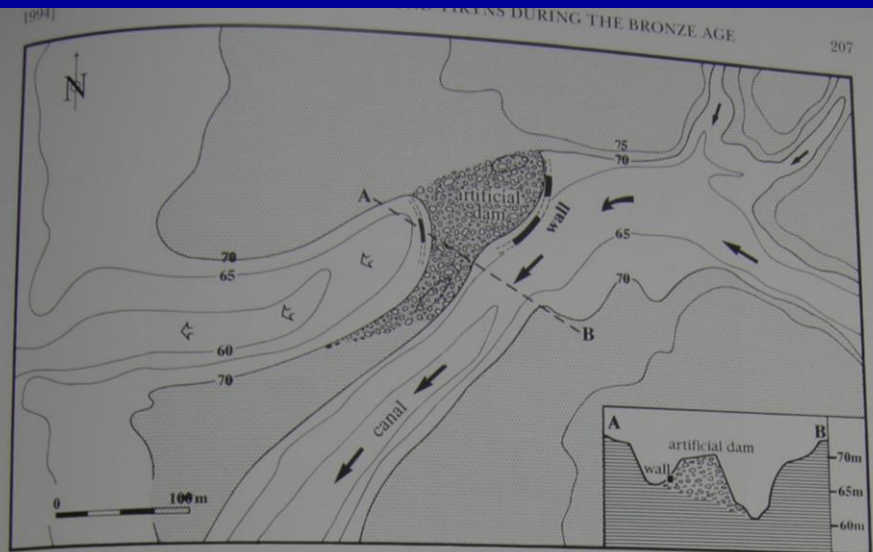 1994]
TIRYNS DURING THE BRONZE AGE
207
N
75
70
A
artificial
dam
wall
65
70
65
70
B
60
70
canal
0 100 m
A
B
artificial dam
wall
70m
65m
60m